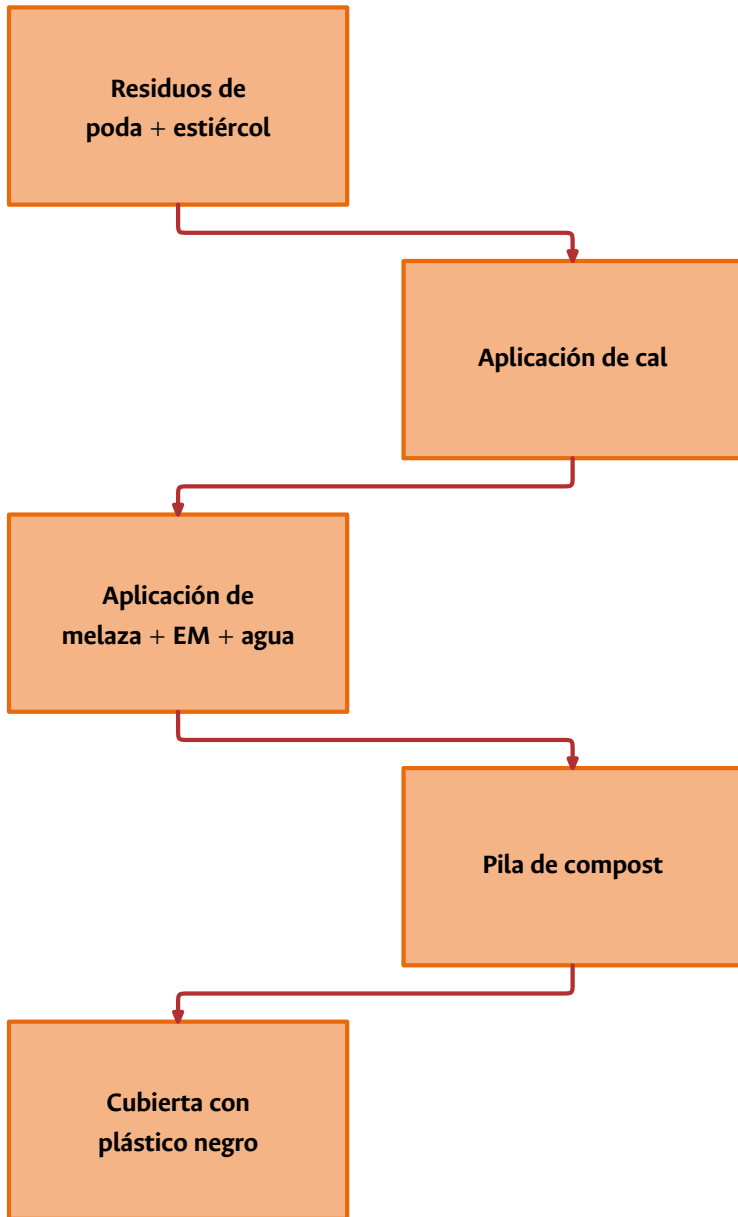 Residuos de
poda + estiércol
Aplicación de cal
Aplicación de
melaza + EM + agua
Pila de compost
Cubierta con
plástico negro